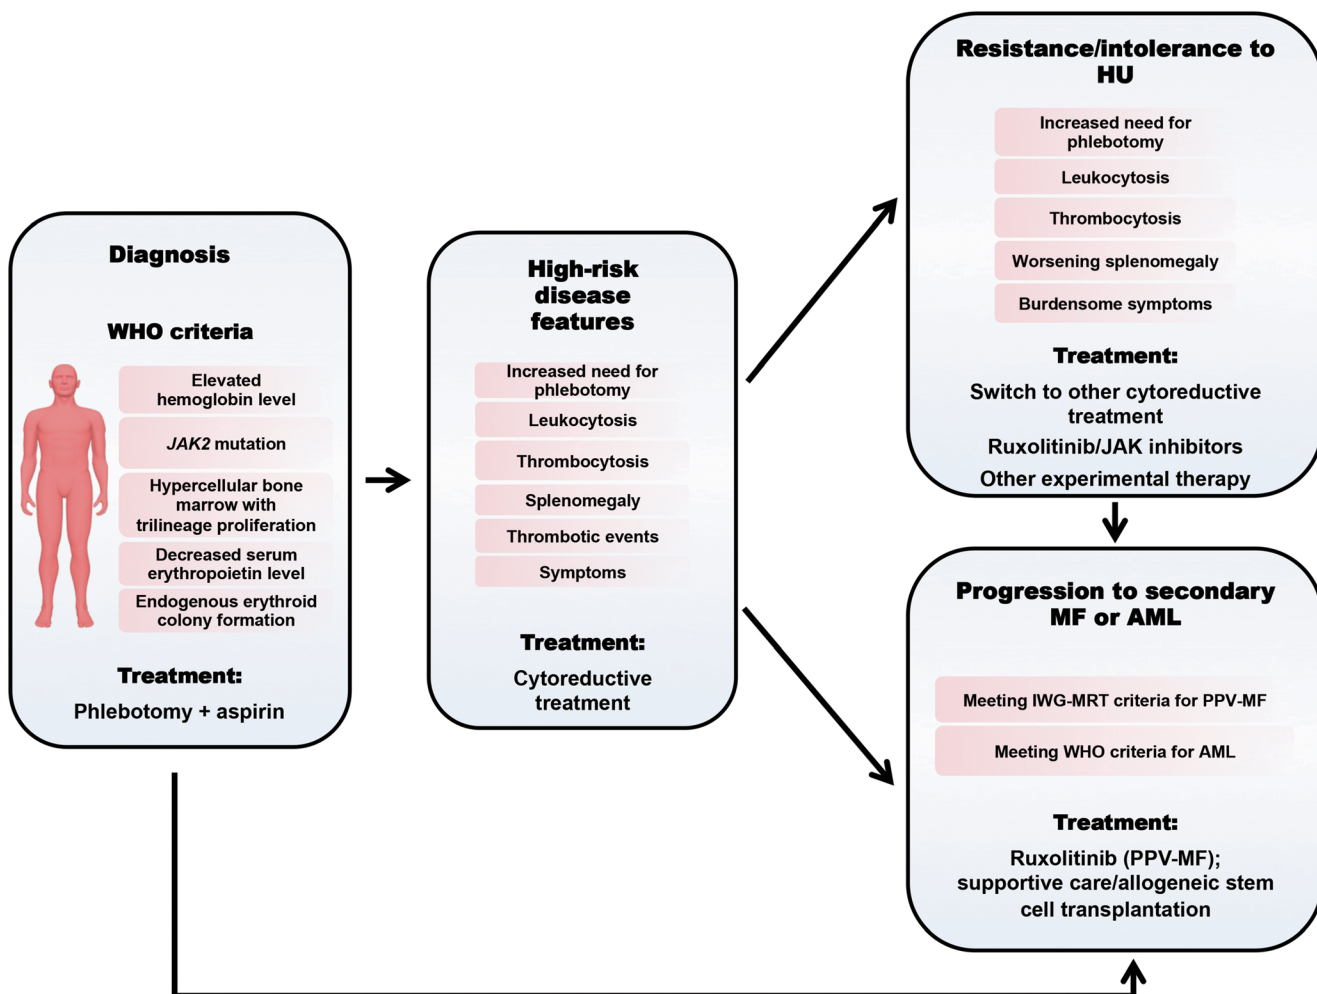 Diagnosis
WHO criteria
Elevated
hemoglobin level
JAK2 mutation
Hypercellular bone
marrow with
trilineage proliferation
Decreased serum
erythropoietin level
Endogenous erythroid
colony formation
Treatment:
Phlebotomy + aspirin
High-risk
disease
features
Increased need for
phlebotomy
Leukocytosis
Thrombocytosis
Splenomegaly
Thrombotic events
Symptoms
Treatment:
Cytoreductive
treatment
Resistance/intolerance to
HU
Increased need for
phlebotomy
Leukocytosis
Thrombocytosis
Worsening splenomegaly
Burdensome symptoms
Treatment:
Switch to other cytoreductive
treatment
Ruxolitinib/JAK inhibitors
Other experimental therapy
Progression to secondary
MF or AML
Meeting IWG-MRT criteria for PPV-MF
Meeting WHO criteria for AML
Treatment:
Ruxolitinib (PPV-MF);
supportive care/allogeneic stem
cell transplantation